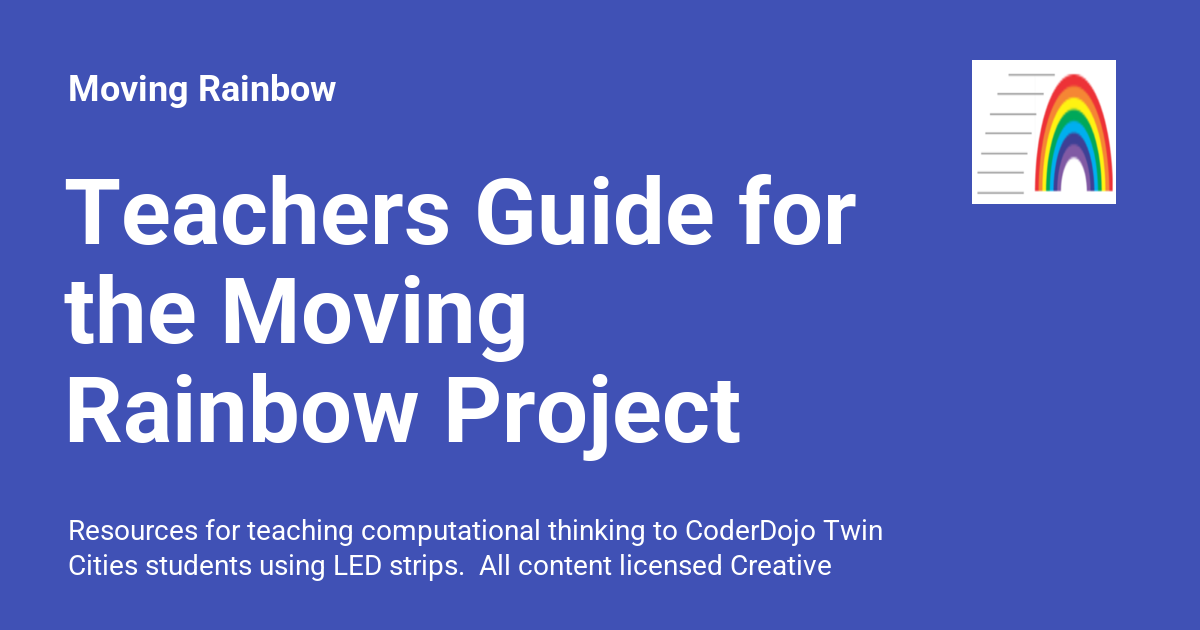 Moving Rainbow
Teachers Guide for
the Moving
Rainbow Project
Resources for teaching computational thinking to CoderDojo Twin
Cities students using LED strips.  All content licensed Creative